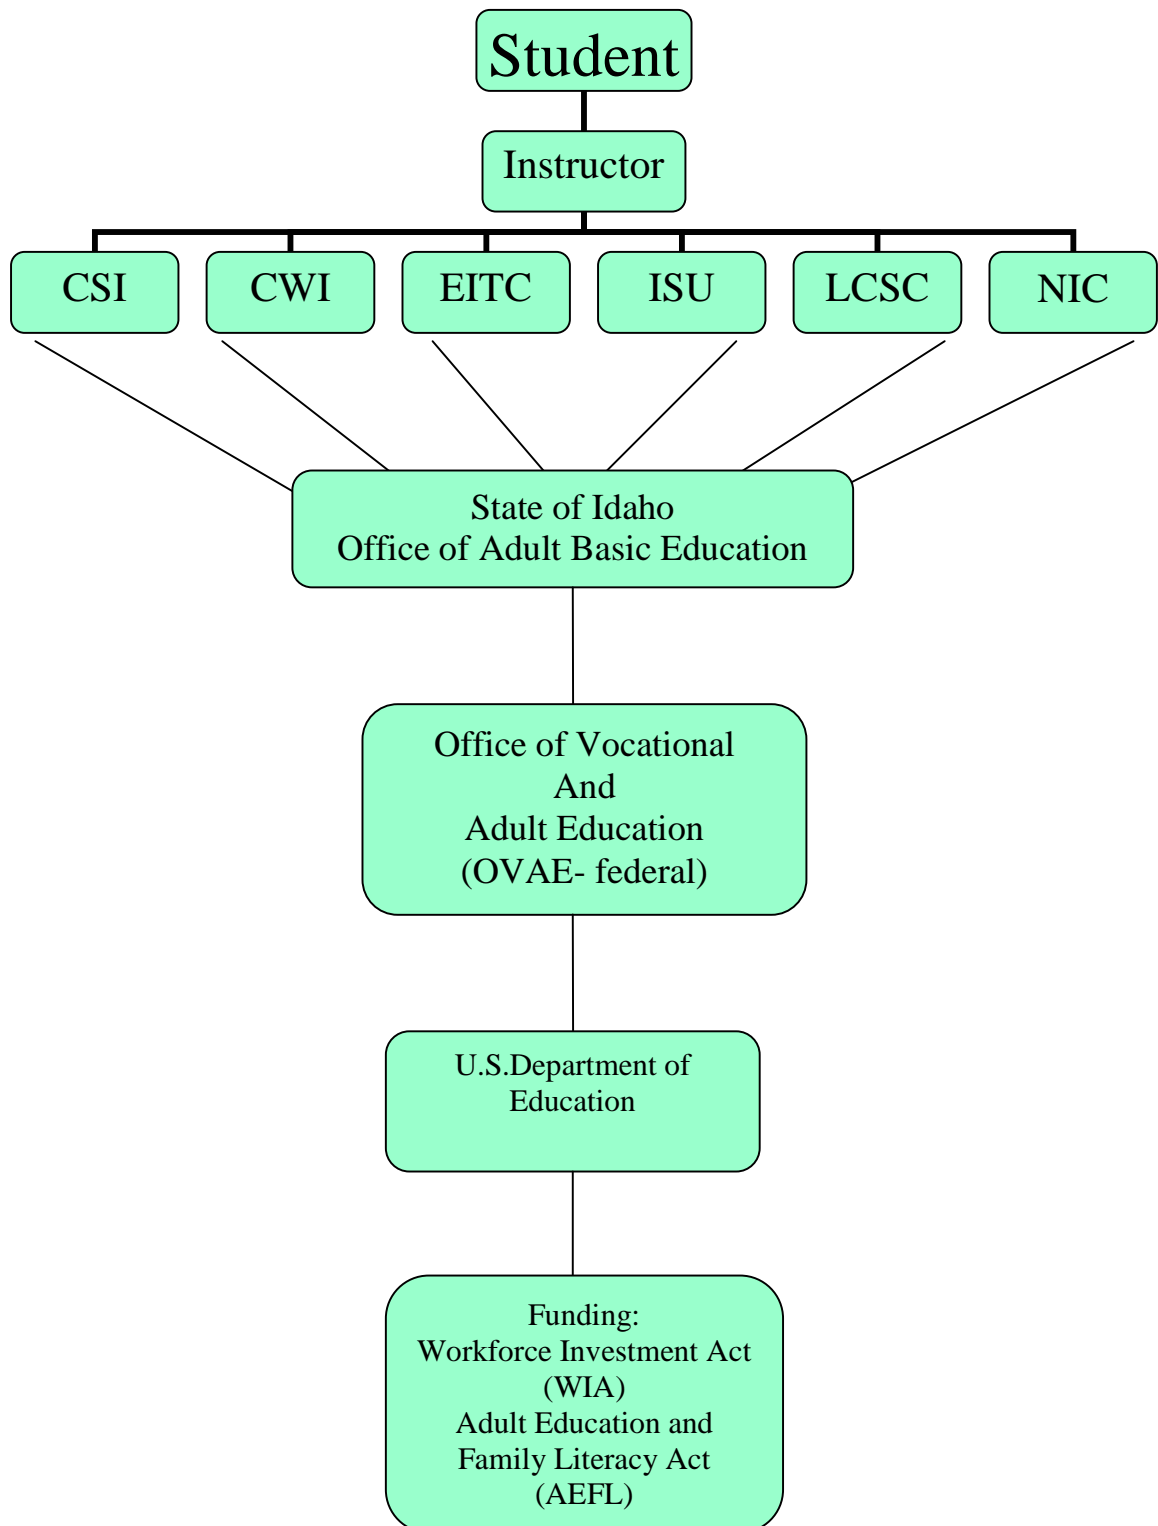 Student
Instructor
CSI
CWI
EITC
ISU
LCSC
NIC
State of Idaho
Office of Adult Basic Education
Office of Vocational
And
Adult Education
(OVAE- federal)
U.S.Department of
Education
Funding:
Workforce Investment Act
(WIA)
Adult Education and
Family Literacy Act
(AEFL)